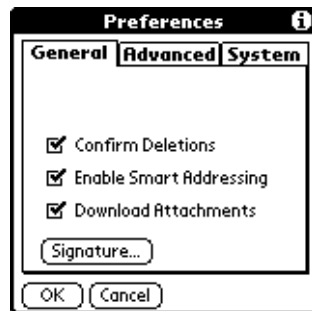 Preferences i
General Advanced System
Confirm Deletions
Enable Smart Addressing
Download Attachments
Signature...
OK Cancel